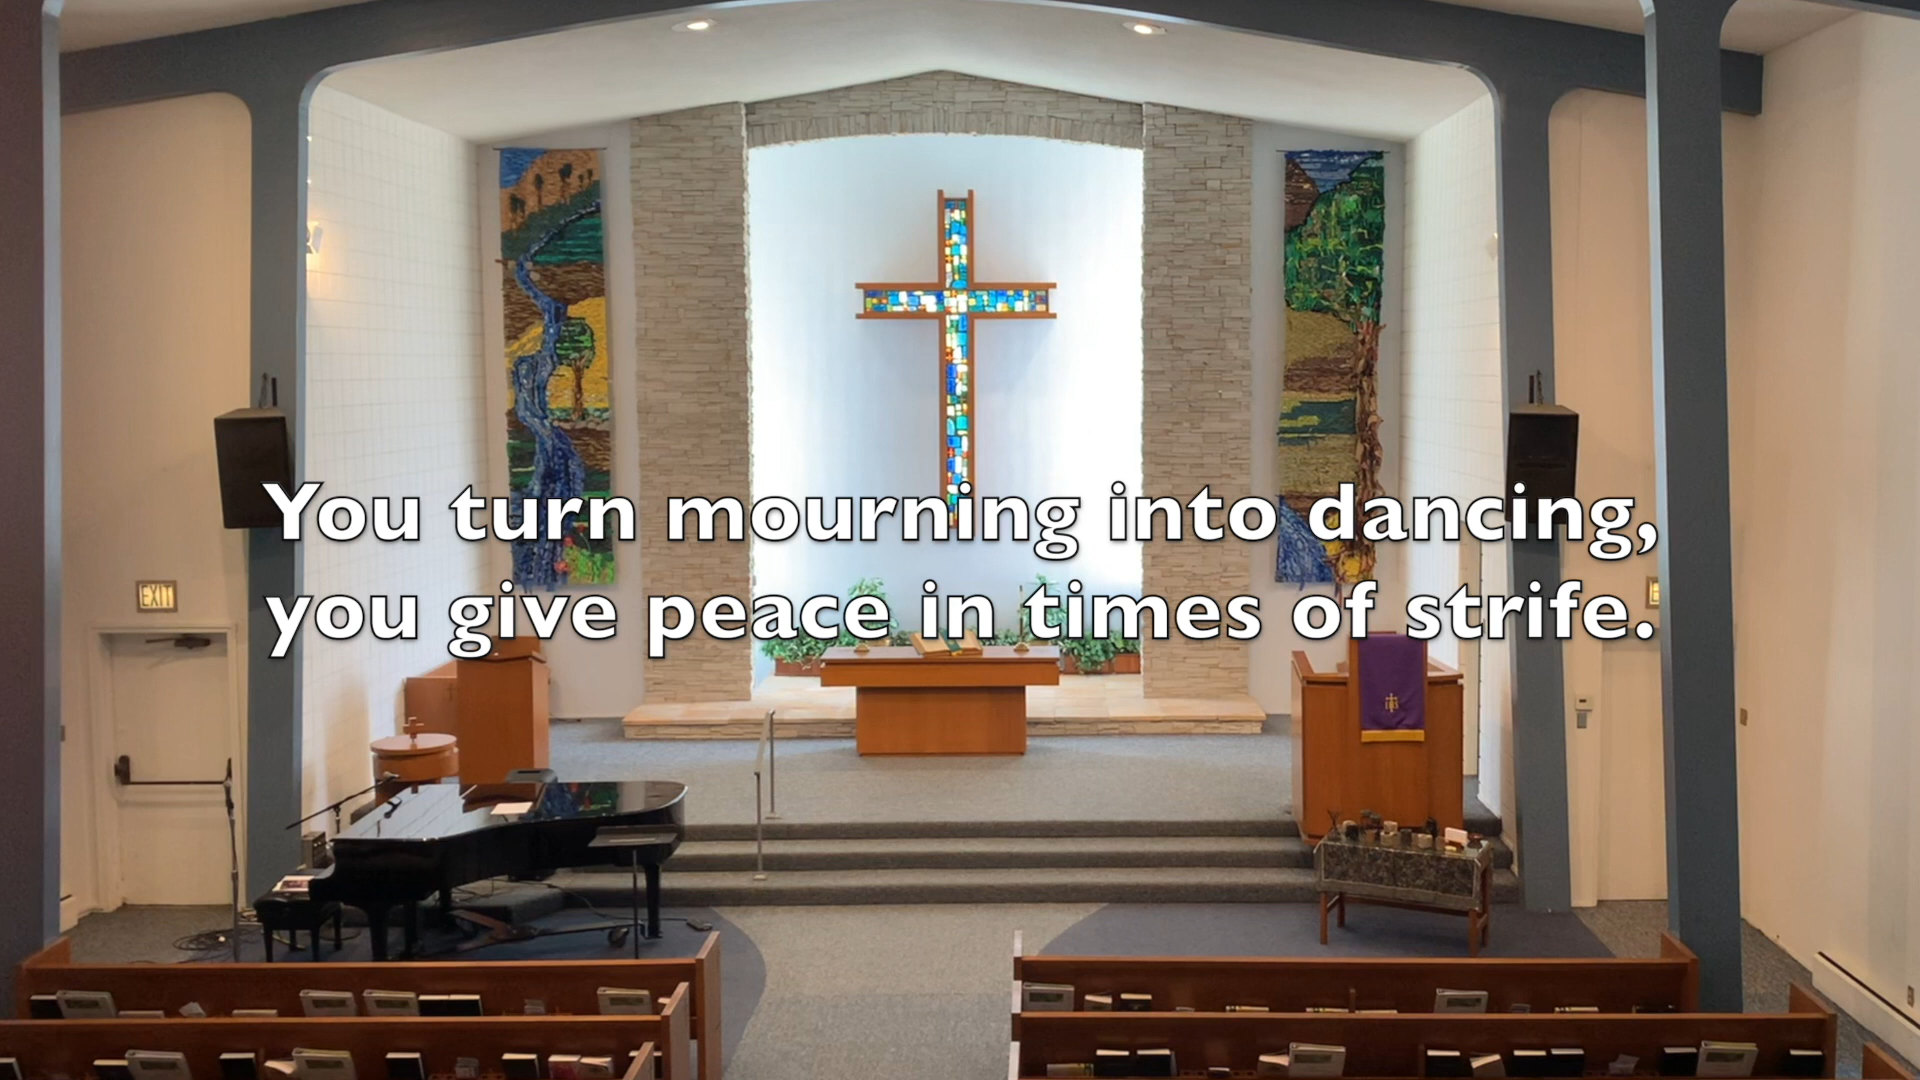 You turn mourning into dancing,
you give peace in times of strife.
EXIT